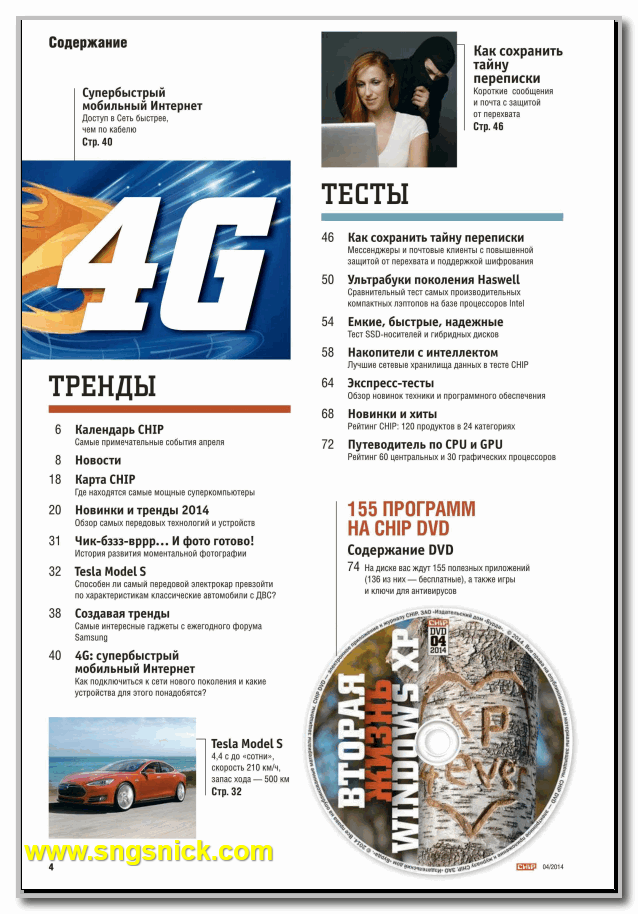 Содержание
Супербыстрый
мобильный Интернет
Доступ в Сеть быстрее,
чем по кабелю
Стр. 40
4G
ТРЕНДЫ
6 Календарь CHIP
Самые примечательные события апреля
8 Новости
18 Карта CHIP
Где находятся самые мощные суперкомпьютеры
20 Новинки и тренды 2014
Обзор самых передовых технологий и устройств
31 Чик-бззз-вррр... И фото готово!
История развития моментальной фотографии
32 Tesla Model S
Способен ли самый передовой электрокар превзойти
по характеристикам классические автомобили с ДВС?
38 Создавая тренды
Самые интересные гаджеты с ежегодного форума
Samsung
40 4G: супербыстрый
мобильный Интернет
Как подключиться к сети нового поколения и какие
устройства для этого понадобятся?
Tesla Model S
4,4 с до «сотни»,
скорость 210 км/ч,
запас хода — 500 км
Стр. 32
Как сохранить
тайну
переписки
Короткие сообщения
и почта с защитой
от перехвата
Стр. 46
ТЕСТЫ
46 Как сохранить тайну переписки
Мессенджеры и почтовые клиенты с повышенной
защитой от перехвата и поддержкой шифрования
50 Ультрабуки поколения Haswell
Сравнительный тест самых производительных
компактных лэптопов на базе процессоров Intel
54 Емкие, быстрые, надежные
Тест SSD-носителей и гибридных дисков
58 Накопители с интеллектом
Лучшие сетевые хранилища данных в тесте CHIP
64 Экспресс-тесты
Обзор новинок техники и программного обеспечения
68 Новинки и хиты
Рейтинг CHIP: 120 продуктов в 24 категориях
72 Путеводитель по CPU и GPU
Рейтинг 60 центральных и 30 графических процессоров
155 ПРОГРАММ
НА CHIP DVD
Содержание DVD
74 На диске вас ждут 155 полезных приложений
(136 из них — бесплатные), а также игры
и ключи для антивирусов
CHIP
DVD
04
2014
ВТОРАЯ
ЖИЗНЬ
WINDOWS XP
XP
4ever
www.sngsnick.com
4
CHIP 04/2014